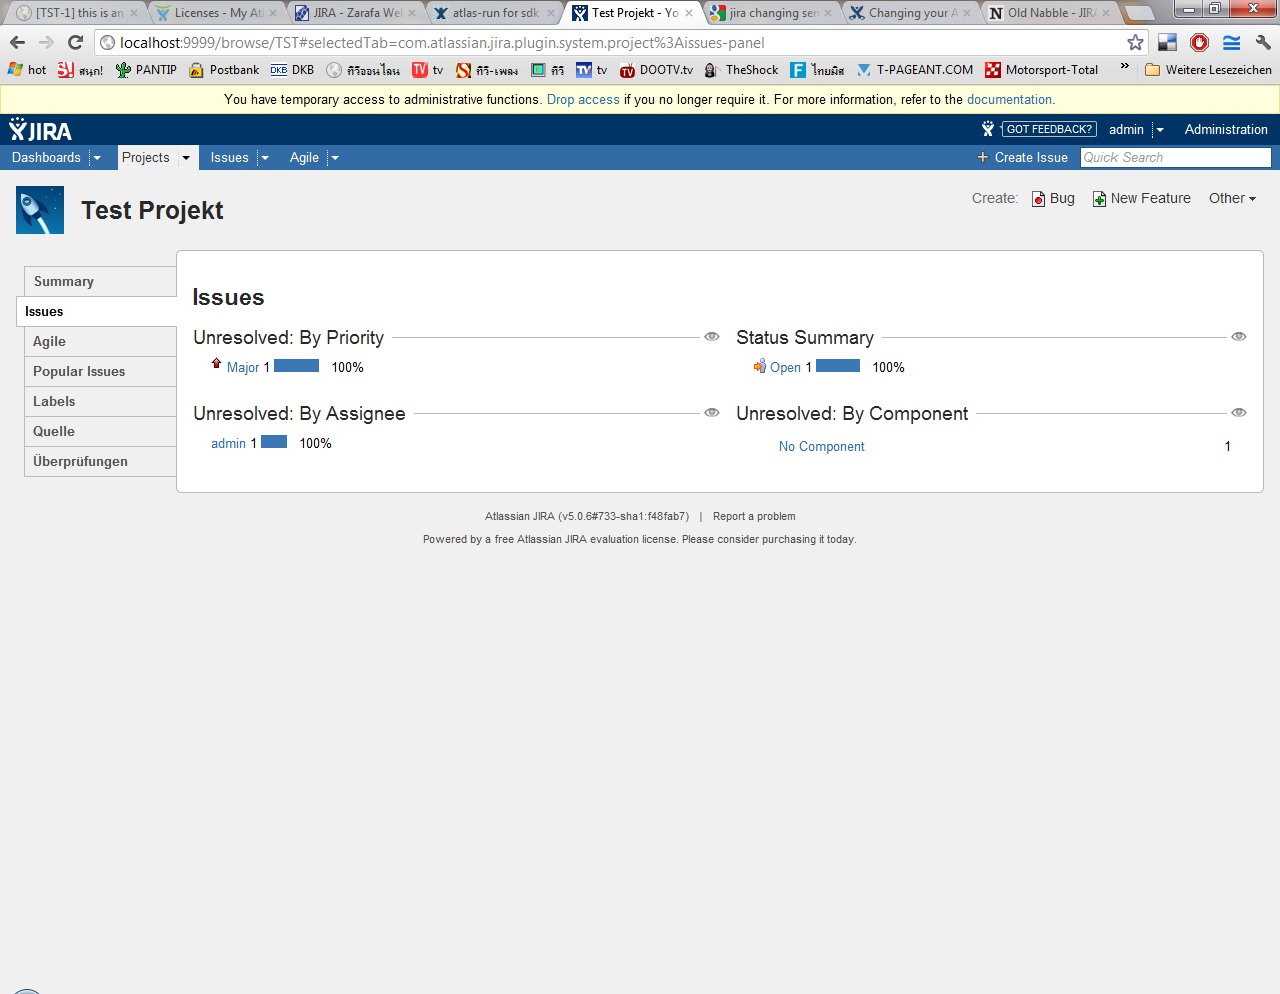 [TST-1] this is an
Licenses - My Atl
JIRA - Zarafa Wel
atlas-run for sdk
Test Projekt - Yo
jira changing sen
Changing your A
Old Nabble - JIRA
localhost:9999/browse/TST#selectedTab=com.atlassian.jira.plugin.system.project%3Aissues-panel
hot สนุก! PANTIP Postbank DKB DKB ทีวีออนไลน์ TV tv ทีวี-เพลง ทีวี TV tv DOOTV.tv TheShock ไทยมิส T-PAGEANT.COM Motorsport-Total » Weitere Lesezeichen
You have temporary access to administrative functions. Drop access if you no longer require it. For more information, refer to the documentation.
JIRA
GOT FEEDBACK? admin Administration
Dashboards Projects Issues Agile
Create Issue Quick Search
Test Projekt
Create: Bug New Feature Other
Summary
Issues
Agile
Popular Issues
Labels
Quelle
Überprüfungen
Issues
Unresolved: By Priority
Major 1 100%
Status Summary
Open 1 100%
Unresolved: By Assignee
admin 1 100%
Unresolved: By Component
No Component 1
Atlassian JIRA (v5.0.6#733-sha1:f48fab7) | Report a problem
Powered by a free Atlassian JIRA evaluation license. Please consider purchasing it today.